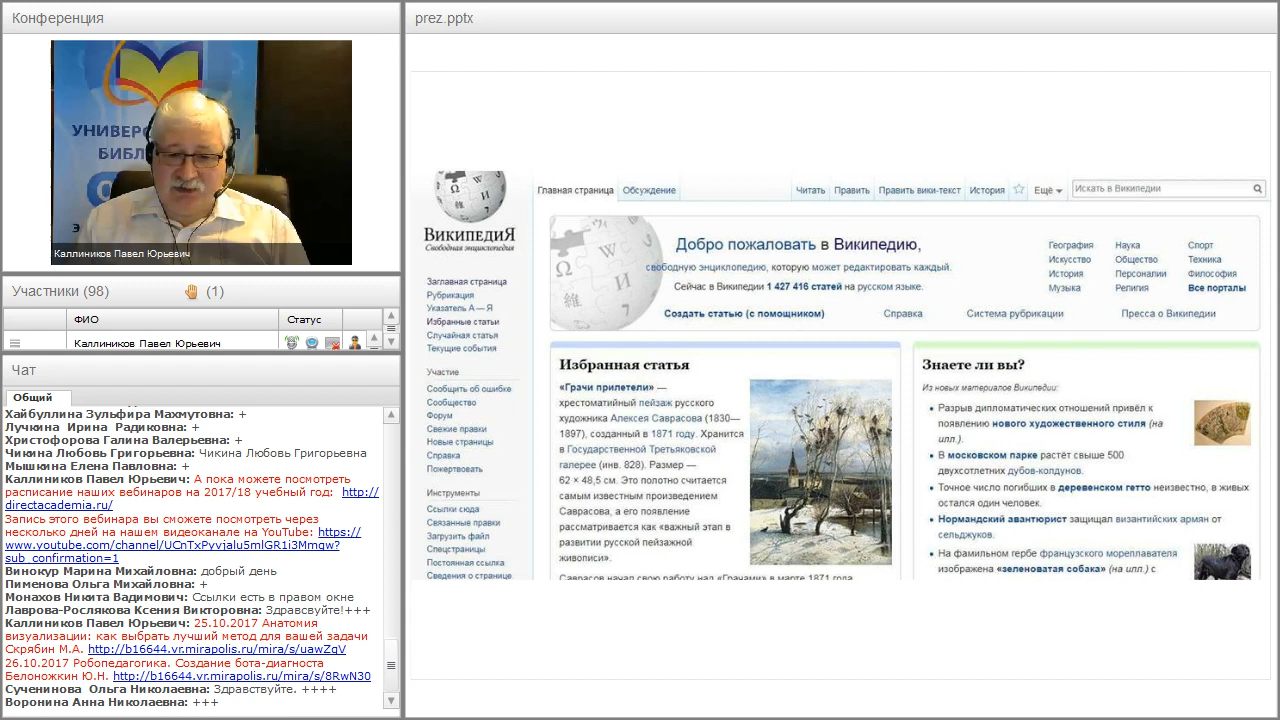 Конференция
УНИВЕР
БИБЛ
Каллиников Павел Юрьевич
Участники (98)
(1)
ФИО
Статус
Каллиников Павел Юрьевич
Чат
Общий
Хайбуллина Зульфира Махмутовна: +
Лучкина Ирина Радиковна: +
Христофорова Галина Валерьевна: +
Чикина Любовь Григорьевна: Чикина Любовь Григорьевна
Мышкина Елена Павловна: +
Каллиников Павел Юрьевич: А пока можете посмотреть
расписание наших вебинаров на 2017/18 учебный год: http://
directacademia.ru/
Запись этого вебинара вы сможете посмотреть через
несколько дней на нашем видеоканале на YouTube: https://
www.youtube.com/channel/UCnTxPyvjalu5mlGR1i3Mmqw?
sub_confirmation=1
Винокур Марина Михайловна: добрый день
Пименова Ольга Михайловна: +
Монахов Никита Вадимович: Ссылки есть в правом окне
Лаврова-Рослякова Ксения Викторовна: Здравсвуйте!+++
Каллиников Павел Юрьевич: 25.10.2017 Анатомия
визуализации: как выбрать лучший метод для вашей задачи
Скрябин М.А. http://b16644.vr.mirapolis.ru/mira/s/uawZqV
26.10.2017 Робопедагогика. Создание бота-диагноста
Белоножкин Ю.Н. http://b16644.vr.mirapolis.ru/mira/s/8RwN30
Сученинова Ольга Николаевна: Здравствуйте. ++++
Воронина Анна Николаевна: +++
prez.pptx
ВикипедиЯ
Свободная энциклопедия
Заглавная страница
Рубрикация
Указатель А — Я
Избранные статьи
Случайная статья
Текущие события
Участие
Сообщить об ошибке
Сообщество
Форум
Свежие правки
Новые страницы
Справка
Пожертвовать
Инструменты
Ссылки сюда
Связанные правки
Загрузить файл
Спецстраницы
Постоянная ссылка
Сведения о странице
Главная страница Обсуждение Читать Править Править вики-текст История Ещё Искать в Википедии
Добро пожаловать в Википедию,
свободную энциклопедию, которую может редактировать каждый.
Сейчас в Википедии 1 427 416 статей на русском языке.
География Наука Спорт
Искусство Общество Техника
История Персоналии Философия
Музыка Религия Все порталы
Создать статью (с помощником) Справка Система рубрикации Пресса о Википедии
Избранная статья
«Грачи прилетели» —
хрестоматийный пейзаж русского
художника Алексея Саврасова (1830—
1897), созданный в 1871 году. Хранится
в Государственной Третьяковской
галерее (инв. 828). Размер —
62 × 48,5 см. Это полотно считается
самым известным произведением
Саврасова, а его появление
рассматривается как «важный этап в
развитии русской пейзажной
живописи».
Саврасов начал свою работу над «Грачами» в марте 1871 года
Знаете ли вы?
Из новых материалов Википедии:
• Разрыв дипломатических отношений привёл к
появлению нового художественного стиля (на
илл.).
• В московском парке растёт свыше 500
двухсотлетних дубов-колдунов.
• Точное число погибших в деревенском гетто неизвестно, в живых
остался один человек.
• Нормандский авантюрист защищал византийских армян от
сельджуков.
• На фамильном гербе французского мореплавателя
изображена «зеленоватая собака» (на илл.) с